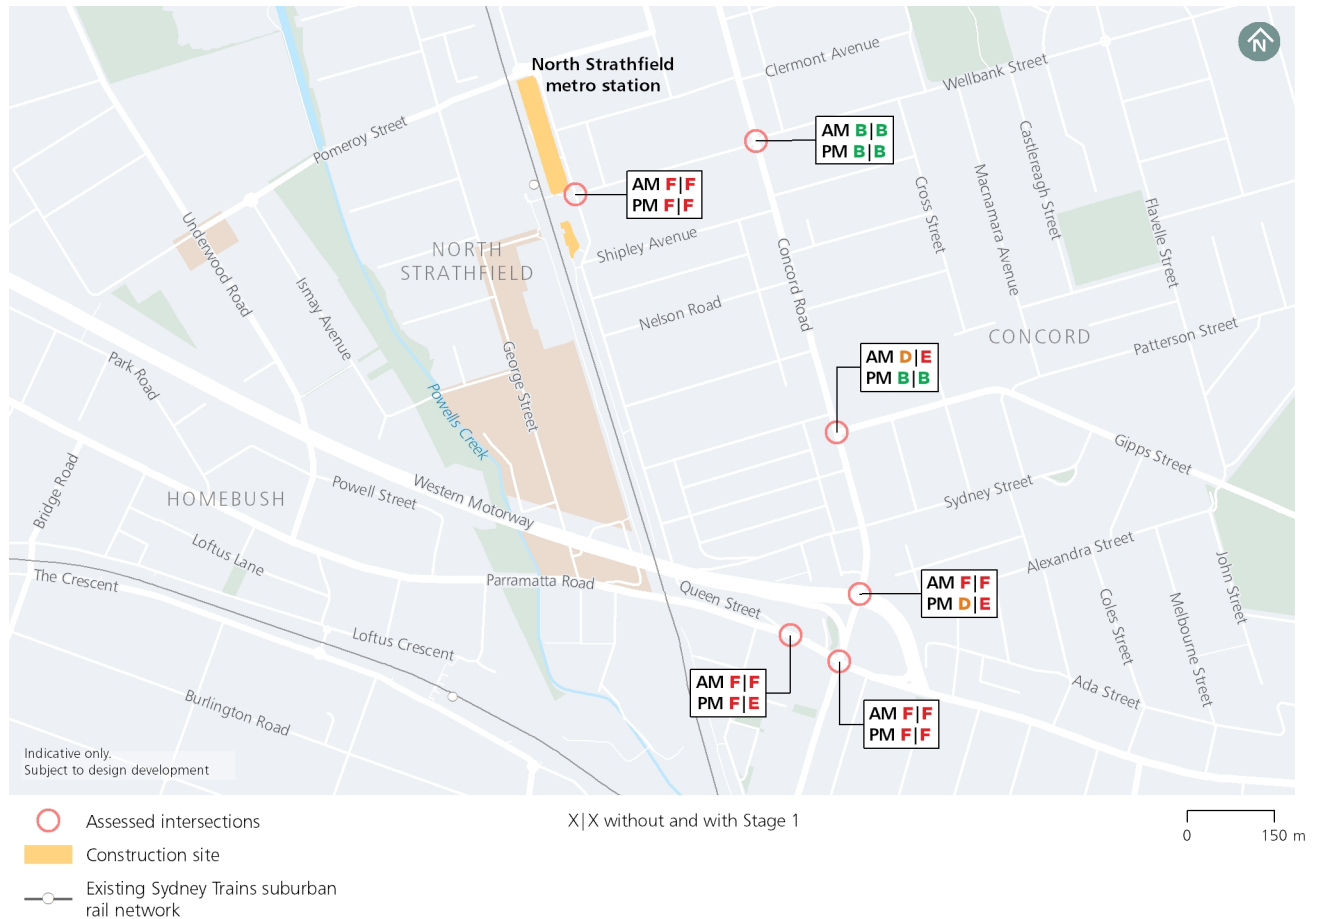 N
North Strathfield
metro station
Clermont Avenue
Wellbank Street
AM B|B
PM B|B
Pomeroy Street
Castlereagh Street
AM F|F
PM F|F
Macnamara Avenue
Cross Street
Flavelle Street
Underwood Road
NORTH
STRATHFIELD
Shipley Avenue
Concord Road
Ismay Avenue
Nelson Road
CONCORD
Patterson Street
Park Road
George Street
AM D|E
PM B|B
Powells Creek
Gipps Street
Bridge Road
HOMEBUSH
Powell Street
Western Motorway
Sydney Street
Loftus Lane
Alexandra Street
The Crescent
Parramatta Road
Queen Street
AM F|F
PM D|E
John Street
Coles Street
Melbourne Street
Loftus Crescent
AM F|F
PM F|E
Ada Street
Burlington Road
AM F|F
PM F|F
Indicative only.
Subject to design development
Assessed intersections
X|X without and with Stage 1
0 150 m
Construction site
Existing Sydney Trains suburban
rail network